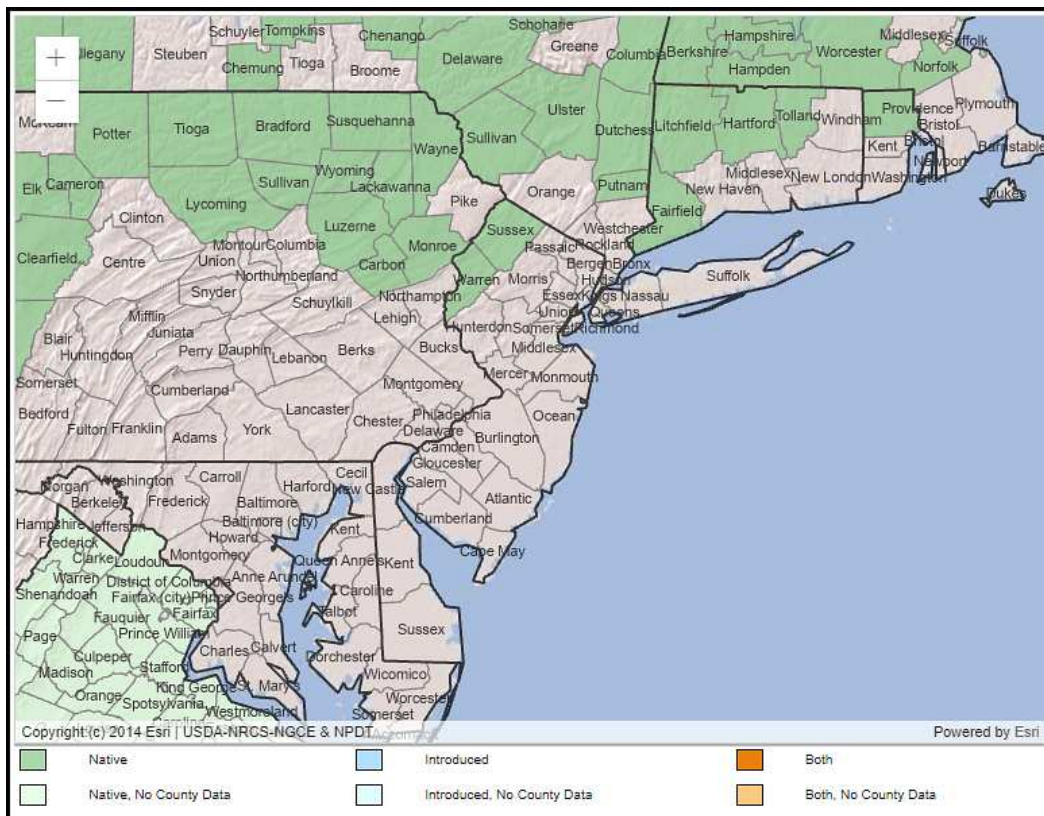 Schoharie
Schuyler Tompkins Chenango Hampshire Middlesex
Allegany Steuben Greene Columbia Berkshire Worcester Suffolk
Chemung Tioga Broome Delaware Hampden Norfolk
+
−
McKean Potter Tioga Bradford Susquehanna Ulster Litchfield Hartford Tolland Windham Providence Plymouth
Sullivan Dutchess Bristol
Wayne Kent Bristol Barnstable
Elk Cameron Sullivan Wyoming Middlesex Newport
Lackawanna Putnam New Haven New London Washington
Lycoming Pike Orange Dukes
Clinton Luzerne Fairfield
Westchester
Clearfield Montour Columbia Monroe Sussex Passaic Rockland
Centre Union Carbon Bergen Bronx
Northumberland Warren Morris Hudson Suffolk
Snyder Schuylkill Northampton Essex Kings Nassau
Mifflin Lehigh Union Queens
Blair Juniata Hunterdon Somerset Richmond
Huntingdon Perry Dauphin Lebanon Berks Bucks Middlesex
Somerset Cumberland Montgomery Mercer Monmouth
Bedford Lancaster Chester Philadelphia Ocean
Fulton Franklin Adams York Delaware Burlington
Camden
Morgan Washington Carroll Cecil Gloucester
Berkeley Frederick Baltimore Harford New Castle Salem Atlantic
Hampshire Jefferson Baltimore (city) Kent Cumberland
Frederick Howard
Clarke Loudoun Montgomery Queen Anne's Kent Cape May
Warren District of Columbia Anne Arundel
Shenandoah Fairfax (city) Prince George's Caroline
Fauquier Fairfax Talbot
Page Prince William Sussex
Culpeper Charles Calvert Dorchester
Madison Stafford Wicomico
Orange King George St. Mary's Worcester
Spotsylvania Westmoreland Somerset
Caroline Accomack
Copyright:(c) 2014 Esri | USDA-NRCS-NGCE & NPDT Powered by Esri
Native Introduced Both
Native, No County Data Introduced, No County Data Both, No County Data